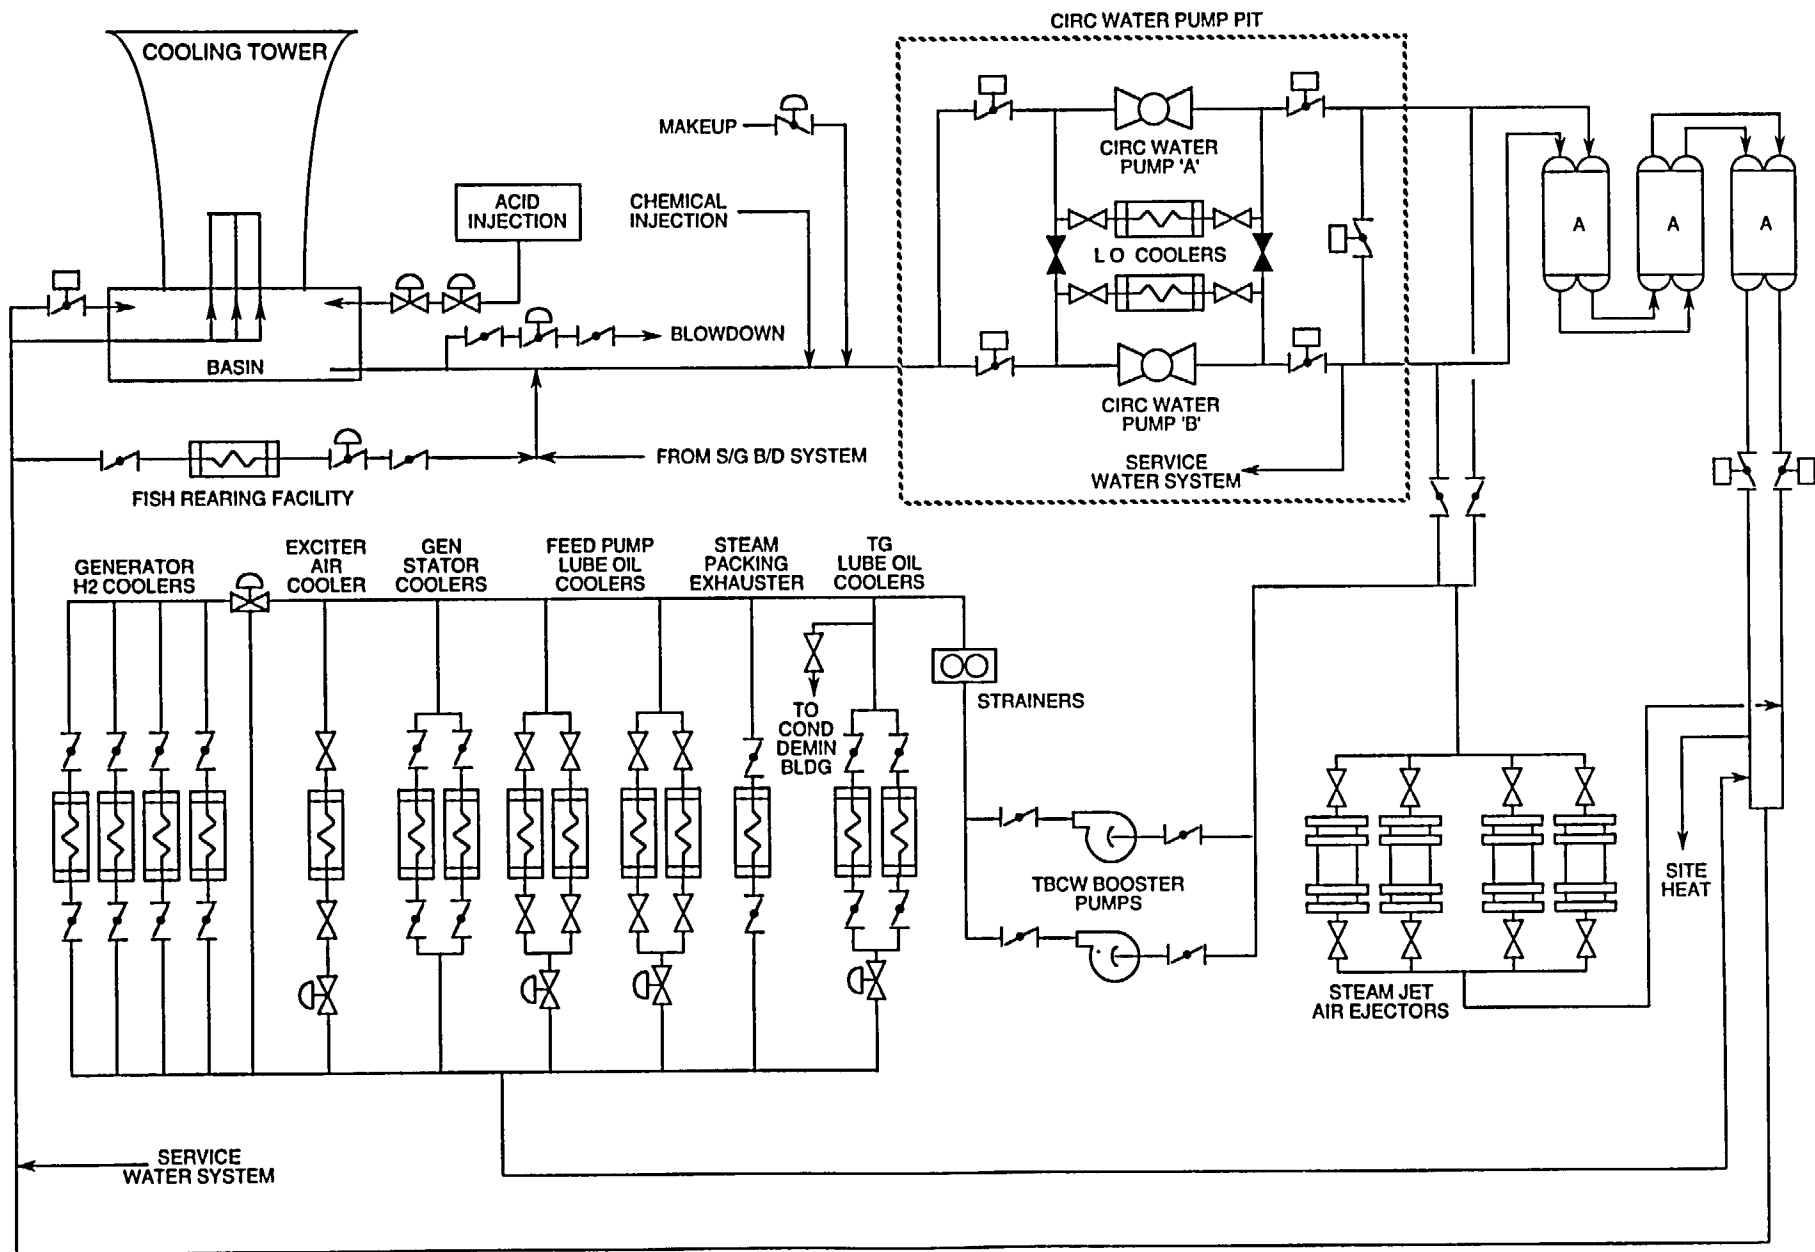 CIRC WATER PUMP PIT
COOLING TOWER
MAKEUP
CIRC WATER
PUMP 'A'
ACID
INJECTION
CHEMICAL
INJECTION
A
A
A
L O COOLERS
BLOWDOWN
BASIN
CIRC WATER
PUMP 'B'
FROM S/G B/D SYSTEM
SERVICE
WATER SYSTEM
FISH REARING FACILITY
GENERATOR
H2 COOLERS
EXCITER
AIR
COOLER
GEN
STATOR
COOLERS
FEED PUMP
LUBE OIL
COOLERS
STEAM
PACKING
EXHAUSTER
TG
LUBE OIL
COOLERS
STRAINERS
TO
COND
DEMIN
BLDG
TBCW BOOSTER
PUMPS
SITE
HEAT
STEAM JET
AIR EJECTORS
SERVICE
WATER SYSTEM